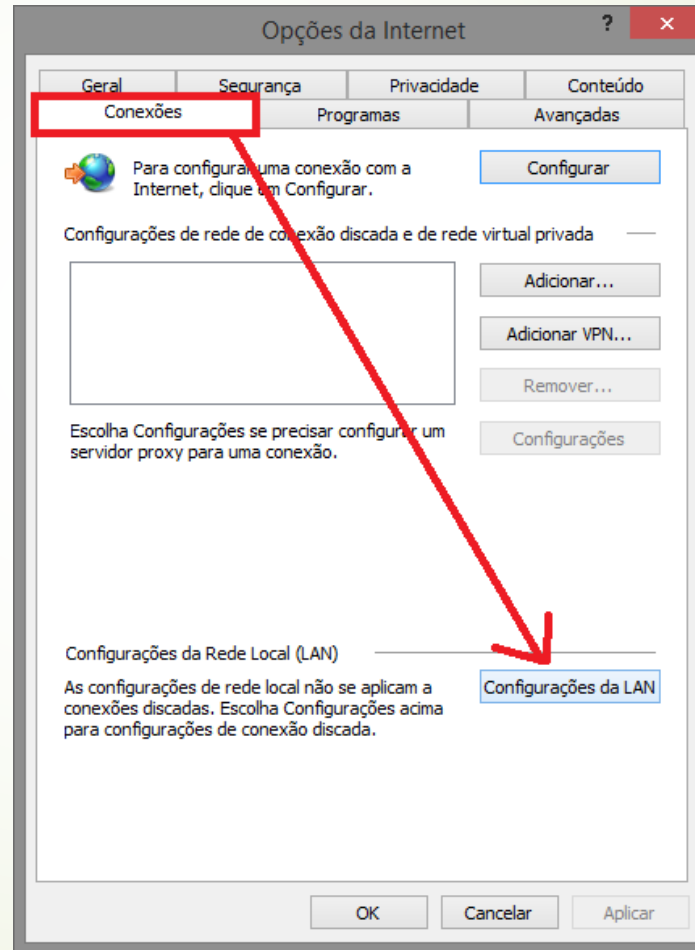 Opções da Internet
?
×
Geral
Segurança
Privacidade
Conteúdo
Conexões
Programas
Avançadas
Para configurar uma conexão com a
Internet, clique em Configurar.
Configurar
Configurações de rede de conexão discada e de rede virtual privada
Adicionar...
Adicionar VPN...
Remover...
Escolha Configurações se precisar configurar um
servidor proxy para uma conexão.
Configurações
Configurações da Rede Local (LAN)
As configurações de rede local não se aplicam a
conexões discadas. Escolha Configurações acima
para configurações de conexão discada.
Configurações da LAN
OK
Cancelar
Aplicar